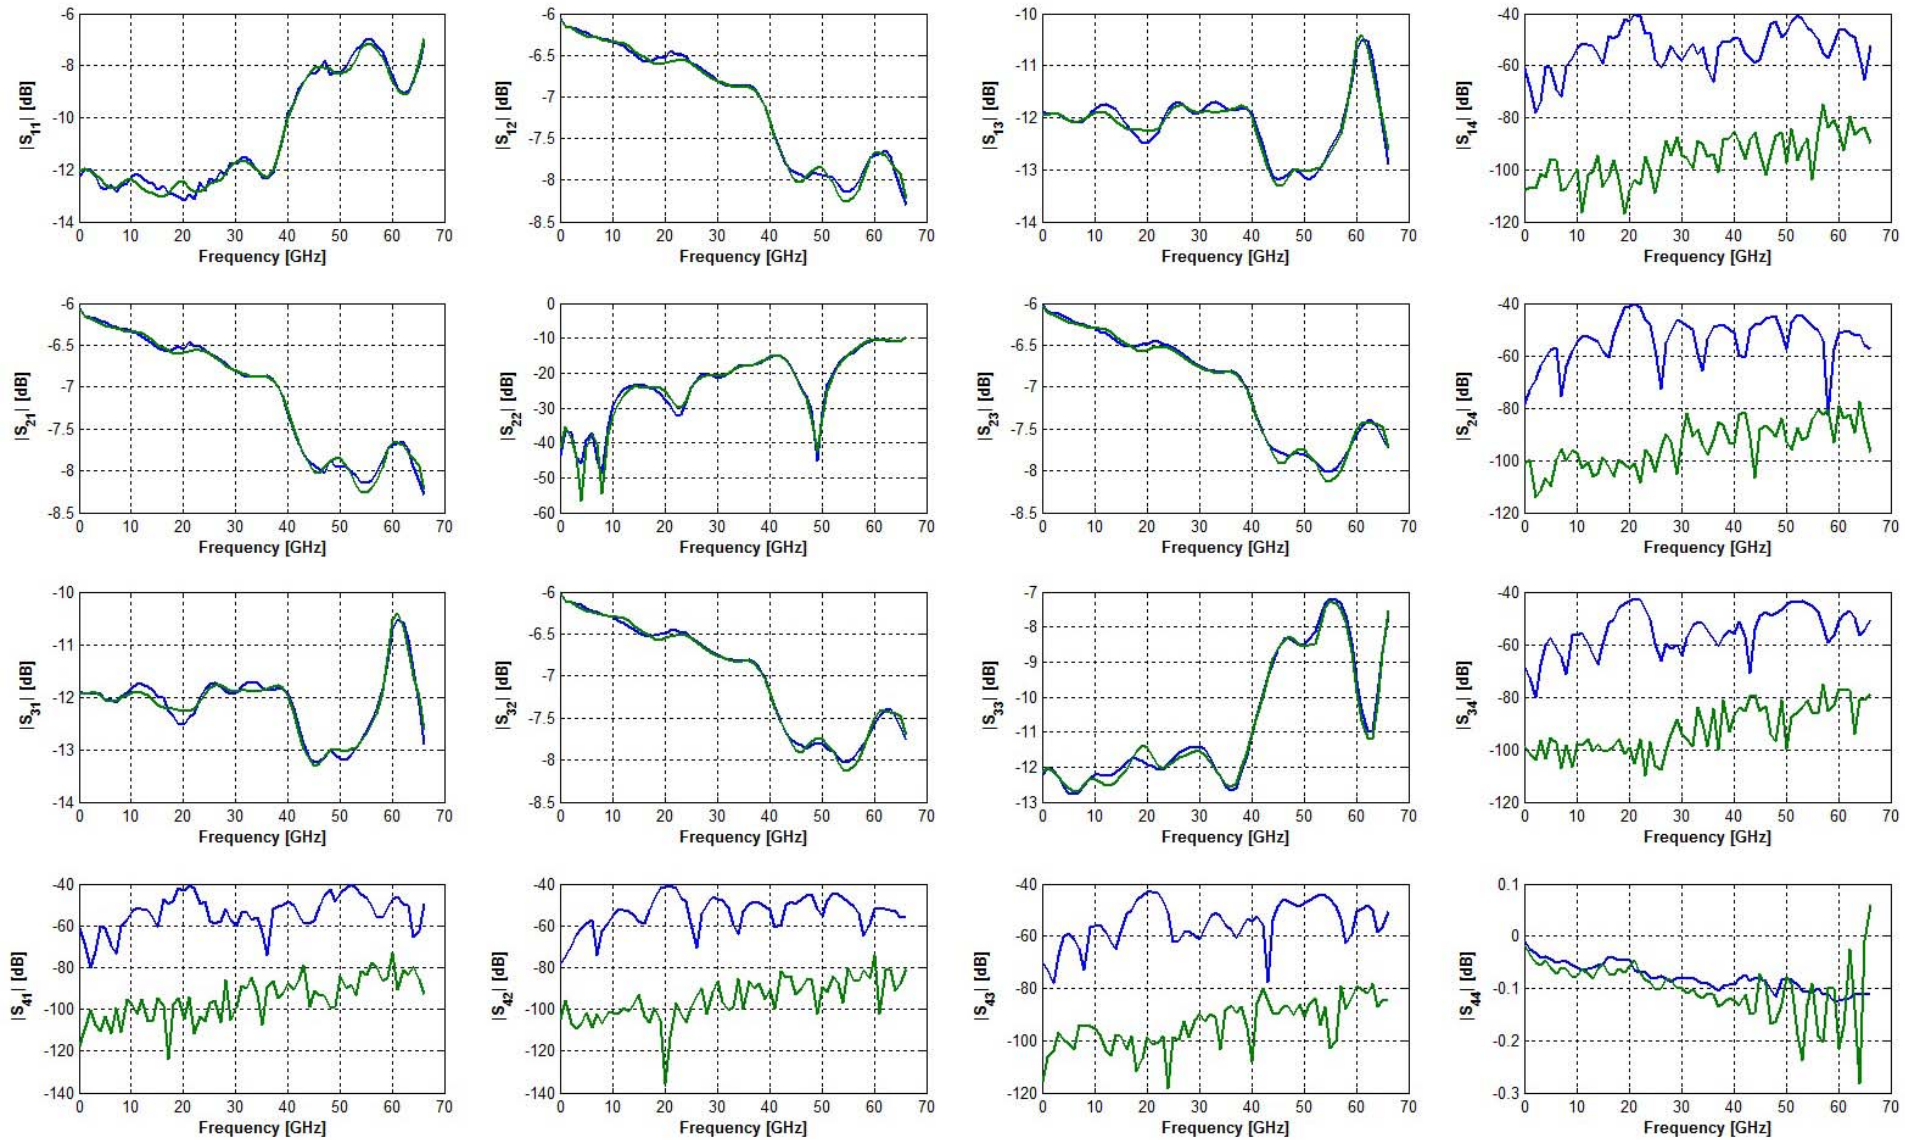 -6
-8
-10
-12
-14
0 10 20 30 40 50 60 70
|S11| [dB]
Frequency [GHz]
-6
-6.5
-7
-7.5
-8
-8.5
0 10 20 30 40 50 60 70
|S12| [dB]
Frequency [GHz]
-10
-11
-12
-13
-14
0 10 20 30 40 50 60 70
|S13| [dB]
Frequency [GHz]
-40
-60
-80
-100
-120
0 10 20 30 40 50 60 70
|S14| [dB]
Frequency [GHz]
-6
-6.5
-7
-7.5
-8
-8.5
0 10 20 30 40 50 60 70
|S21| [dB]
Frequency [GHz]
0
-10
-20
-30
-40
-50
-60
0 10 20 30 40 50 60 70
|S22| [dB]
Frequency [GHz]
-6
-6.5
-7
-7.5
-8
-8.5
0 10 20 30 40 50 60 70
|S23| [dB]
Frequency [GHz]
-40
-60
-80
-100
-120
0 10 20 30 40 50 60 70
|S24| [dB]
Frequency [GHz]
-10
-11
-12
-13
-14
0 10 20 30 40 50 60 70
|S31| [dB]
Frequency [GHz]
-6
-6.5
-7
-7.5
-8
-8.5
0 10 20 30 40 50 60 70
|S32| [dB]
Frequency [GHz]
-7
-8
-9
-10
-11
-12
-13
0 10 20 30 40 50 60 70
|S33| [dB]
Frequency [GHz]
-40
-60
-80
-100
-120
0 10 20 30 40 50 60 70
|S34| [dB]
Frequency [GHz]
-40
-60
-80
-100
-120
-140
0 10 20 30 40 50 60 70
|S41| [dB]
Frequency [GHz]
-40
-60
-80
-100
-120
-140
0 10 20 30 40 50 60 70
|S42| [dB]
Frequency [GHz]
-40
-60
-80
-100
-120
0 10 20 30 40 50 60 70
|S43| [dB]
Frequency [GHz]
0.1
0
-0.1
-0.2
-0.3
0 10 20 30 40 50 60 70
|S44| [dB]
Frequency [GHz]